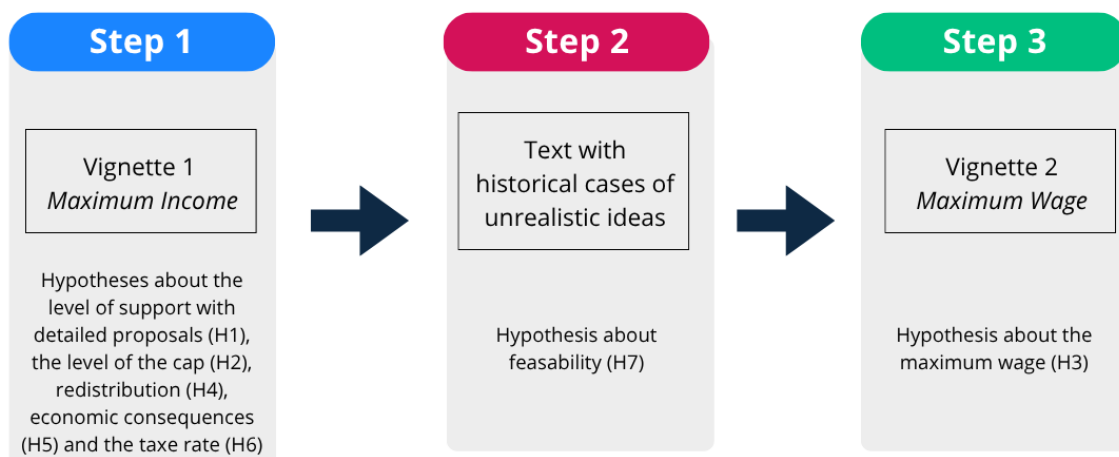 Step 1
Vignette 1
Maximum Income
Hypotheses about the
level of support with
detailed proposals (H1),
the level of the cap (H2),
redistribution (H4),
economic consequences
(H5) and the taxe rate (H6)
Step 2
Text with
historical cases of
unrealistic ideas
Hypothesis about
feasability (H7)
Step 3
Vignette 2
Maximum Wage
Hypothesis about the
maximum wage (H3)